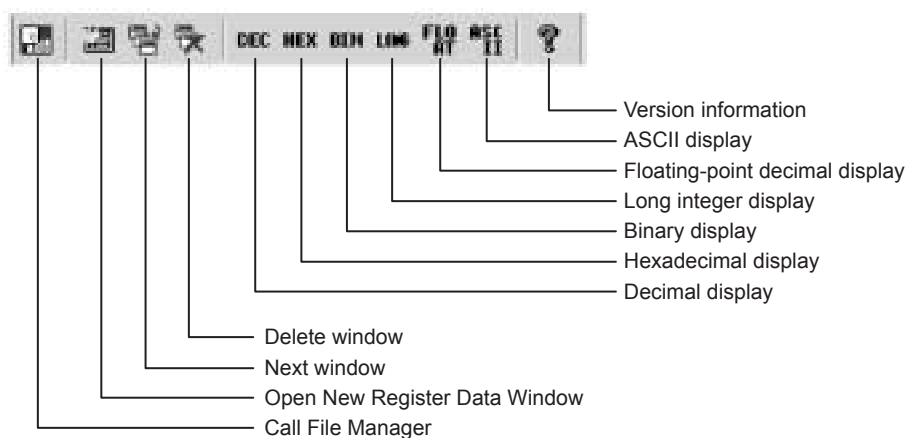 DEC HEX BIN LONG FLO AT ASC II ?
Version information
ASCII display
Floating-point decimal display
Long integer display
Binary display
Hexadecimal display
Decimal display
Delete window
Next window
Open New Register Data Window
Call File Manager